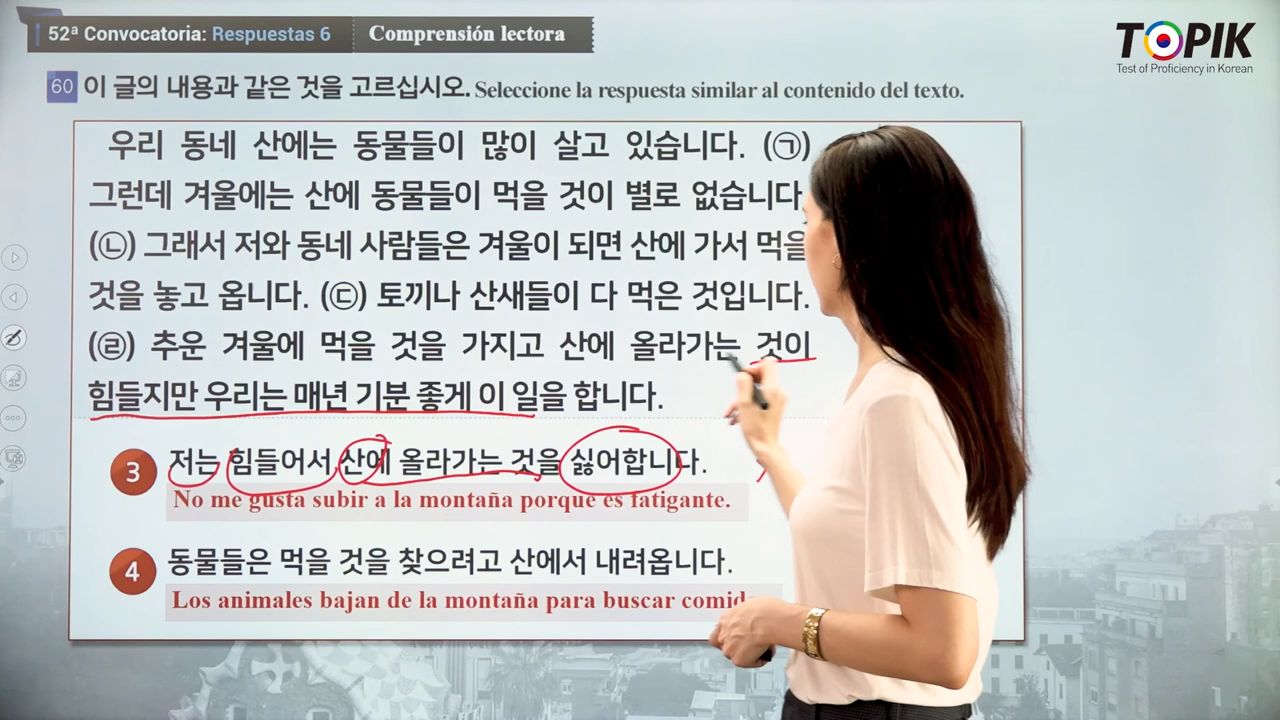 52ª Convocatoria: Respuestas 6 Comprensión lectora
TOPIK
Test of Proficiency in Korean
60 이 글의 내용과 같은 것을 고르십시오. Seleccione la respuesta similar al contenido del texto.
우리 동네 산에는 동물들이 많이 살고 있습니다. (㉠)
그런데 겨울에는 산에 동물들이 먹을 것이 별로 없습니다.
(㉡) 그래서 저와 동네 사람들은 겨울이 되면 산에 가서 먹을
것을 놓고 옵니다. (㉢) 토끼나 산새들이 다 먹은 것입니다.
(㉣) 추운 겨울에 먹을 것을 가지고 산에 올라가는 것이
힘들지만 우리는 매년 기분 좋게 이 일을 합니다.
3 저는 힘들어서 산에 올라가는 것을 싫어합니다.
No me gusta subir a la montaña porque es fatigante.
4 동물들은 먹을 것을 찾으려고 산에서 내려옵니다.
Los animales bajan de la montaña para buscar